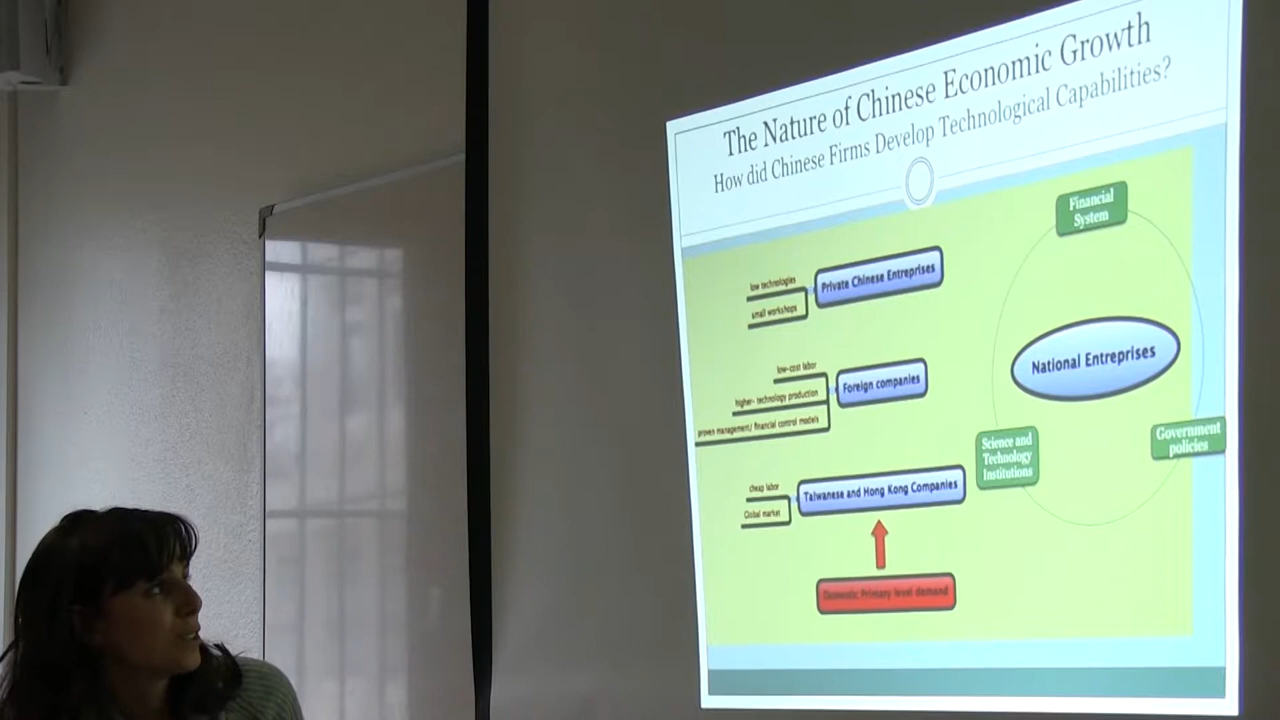 The Nature of Chinese Economic Growth
How did Chinese Firms Develop Technological Capabilities?
Financial
System
low technologies
small workshops
Private Chinese Entreprises
National Entreprises
low-cost labor
higher- technology production
proven management/ financial control models
Foreign companies
Science and
Technology
Institutions
Government
policies
cheap labor
Global market
Taiwanese and Hong Kong Companies
Domestic Primary level demand